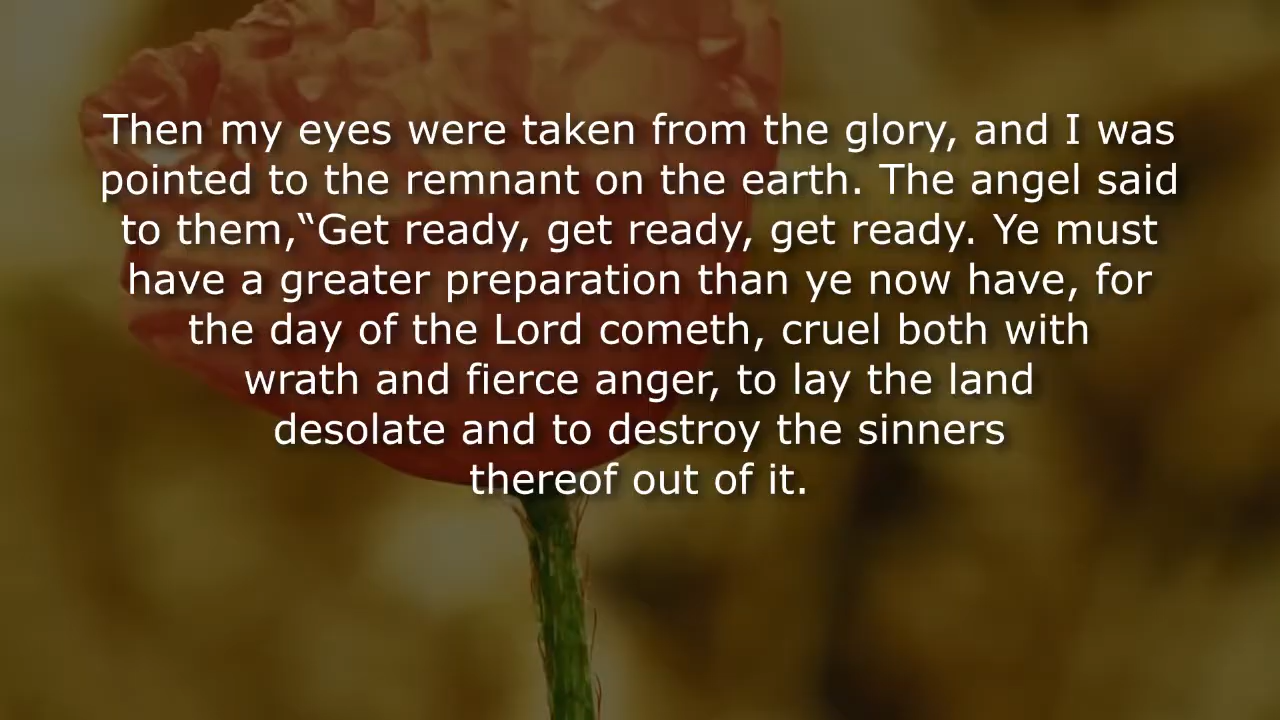 Then my eyes were taken from the glory, and I was
pointed to the remnant on the earth. The angel said
to them,“Get ready, get ready, get ready. Ye must
have a greater preparation than ye now have, for
the day of the Lord cometh, cruel both with
wrath and fierce anger, to lay the land
desolate and to destroy the sinners
thereof out of it.